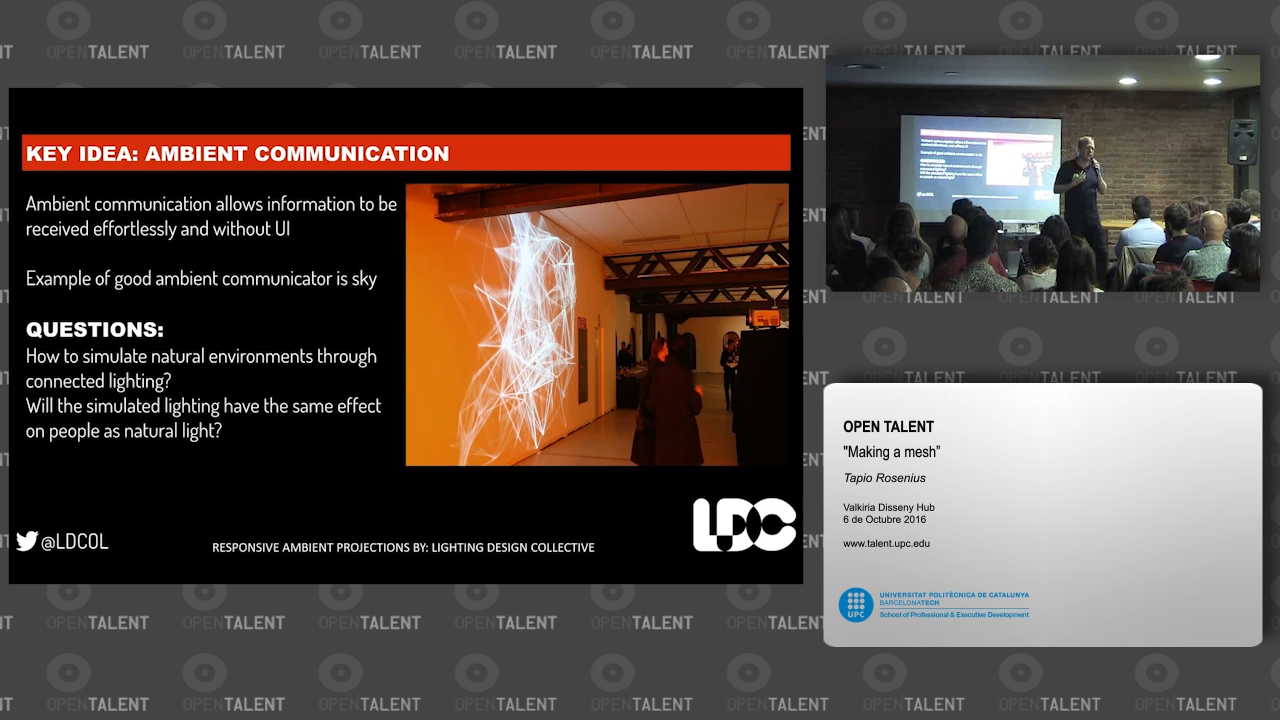 KEY IDEA: AMBIENT COMMUNICATION
Ambient communication allows information to be
received effortlessly and without UI
Example of good ambient communicator is sky
QUESTIONS:
How to simulate natural environments through
connected lighting?
Will the simulated lighting have the same effect
on people as natural light?
@LDCOL
RESPONSIVE AMBIENT PROJECTIONS BY: LIGHTING DESIGN COLLECTIVE
LDC
OPEN TALENT
"Making a mesh"
Tapio Rosenius
Valkiria Disseny Hub
6 de Octubre 2016
www.talent.upc.edu
UPC
UNIVERSITAT POLITÈCNICA DE CATALUNYA
BARCELONATECH
School of Professional & Executive Development
OPENTALENT